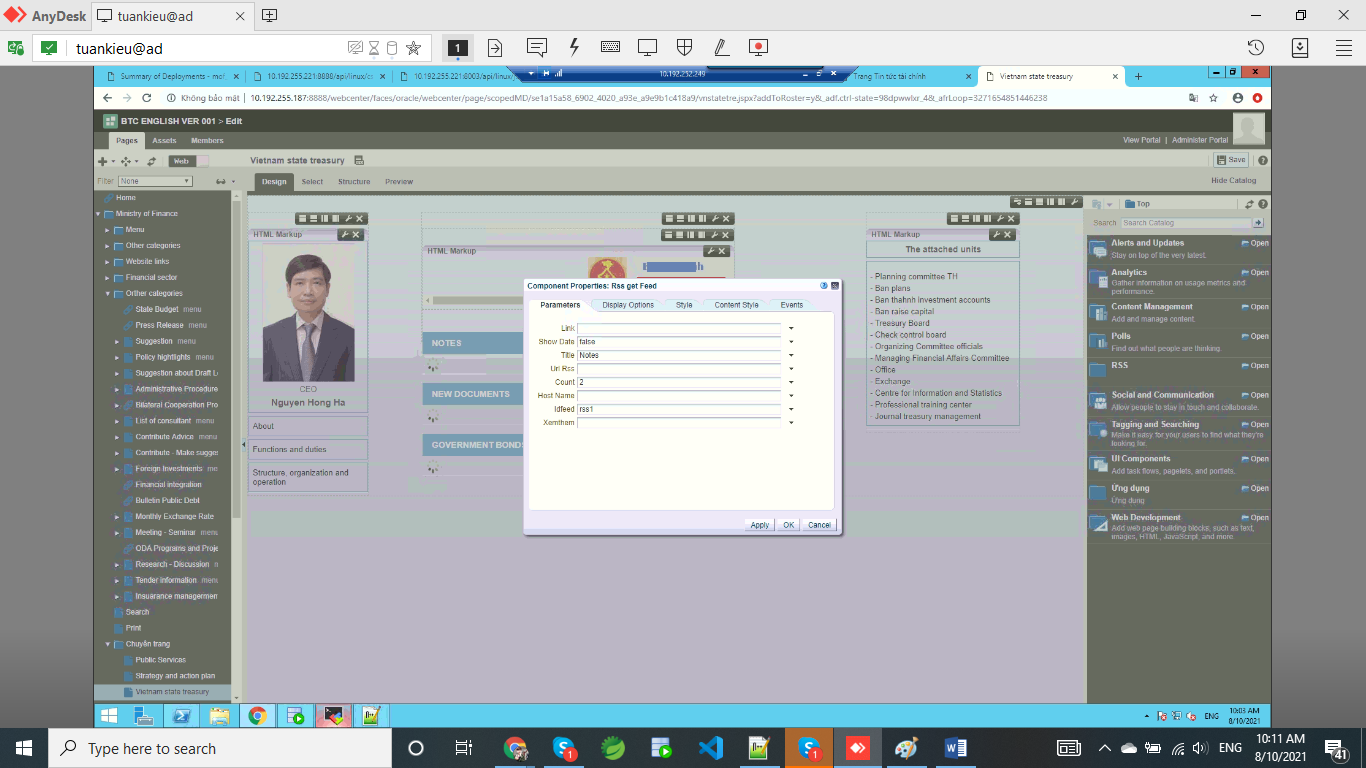 AnyDesk
tuankieu@ad
tuankieu@ad
1
Summary of Deployments - mof
10.192.255.221:8888/api/linux/c
10.192.255.221:8003/api/linux/
10.192.252.249
Trang Tin tức tài chính
Vietnam state treasury
Không bảo mật | 10.192.255.187:8888/webcenter/faces/oracle/webcenter/page/scopedMD/se1a15a58_6902_4020_a93e_a9e9b1c418a9/vnstatetre.jspx?addToRoster=y&_adf.ctrl-state=98dpwwlxr_4&_afrLoop=3271654851446238
BTC ENGLISH VER 001 > Edit
Pages Assets Members
View Portal | Administer Portal
Web
Vietnam state treasury
Save
Filter None
Design Select Structure Preview
Hide Catalog
Home
Ministry of Finance
Menu
Other categories
Website links
Financial sector
Orther categories
State Budget menu
Press Release menu
Suggestion menu
Policy hightlights menu
Suggestion about Draft L
Administrative Procedure
Bilateral Cooperation Pro
List of consultant menu
Contribute Advice menu
Contribute - Make sugges
Foreign Investments me
Financial integration
Bulletin Public Debt
Monthly Exchange Rate
Meeting - Seminar menu
ODA Programs and Proje
Research - Discussion m
Tender Information menu
Insuarance managemen
Search
Print
Chuyên trang
Public Services
Strategy and action plan
Vietnam state treasury
HTML Markup
CEO
Nguyen Hong Ha
About
Functions and duties
Structure, organization and
operation
HTML Markup
NOTES
NEW DOCUMENTS
GOVERNMENT BOND
Component Properties: Rss get Feed
Parameters Display Options Style Content Style Events
Link
Show Date false
Title Notes
Url Rss
Count 2
Host Name
Idfeed rss1
Xemthem
Apply OK Cancel
HTML Markup
The attached units
- Planning committee TH
- Ban plans
- Ban thahnh investment accounts
- Ban raise capital
- Treasury Board
- Check control board
- Organizing Committee officials
- Managing Financial Affairs Committee
- Office
- Exchange
- Centre for Information and Statistics
- Professional training center
- Journal treasury management
Top
Search Search Catalog
Alerts and Updates Open
Stay on top of the very latest.
Analytics Open
Gather information on usage metrics and
performance.
Content Management Open
Add and manage content.
Polls Open
Find out what people are thinking.
RSS Open
Social and Communication Open
Allow people to stay in touch and collaborate.
Tagging and Searching Open
Make it easy for your users to find what they're
looking for.
UI Components Open
Add task flows, pagelets, and portlets.
Ứng dụng Open
Ứng dụng
Web Development Open
Add web page building blocks, such as text,
images, HTML, JavaScript, and more
ENG
10:03 AM
8/10/2021
Type here to search
1
1
ENG
10:11 AM
8/10/2021
41